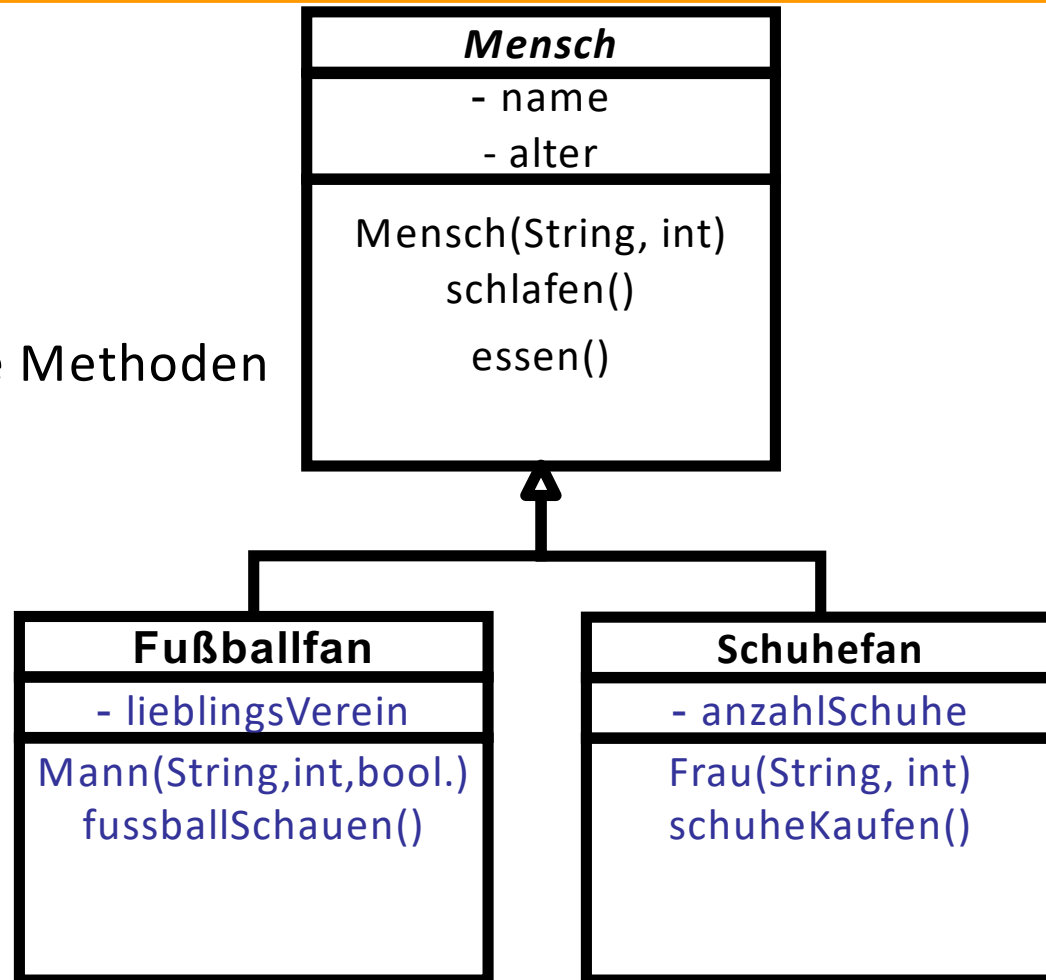 Mensch
- name
- alter
Mensch(String, int)
schlafen()
essen()
Methoden
Fußballfan
- lieblingsVerein
Mann(String,int,bool.)
fussballSchauen()
Schuhefan
- anzahlSchuhe
Frau(String, int)
schuheKaufen()